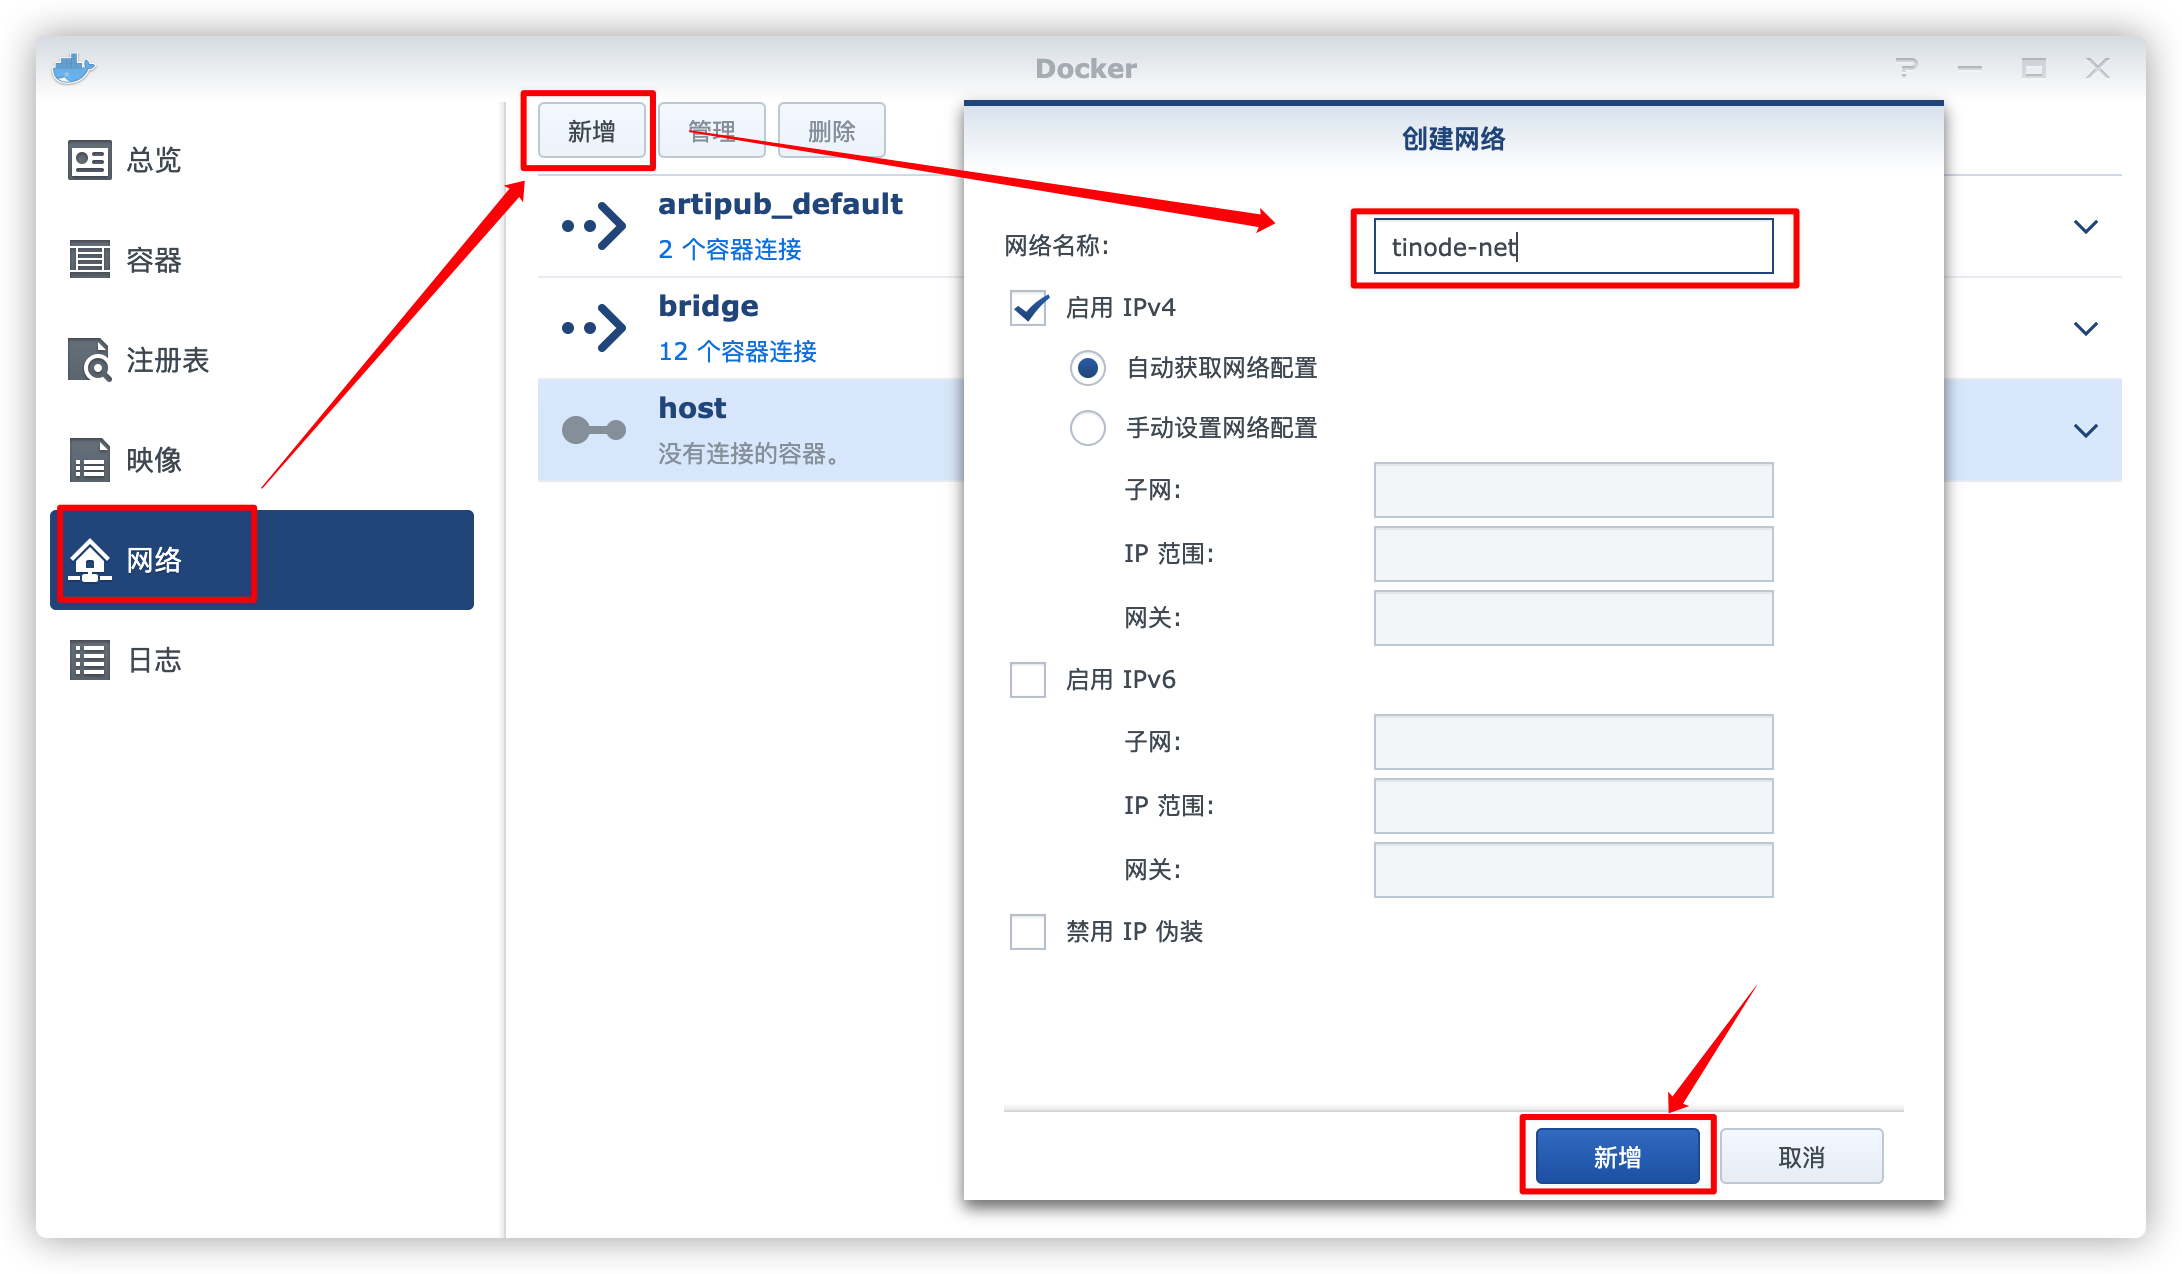 Docker
总览
容器
注册表
映像
网络
日志
新增
管理
删除
artipub_default
2 个容器连接
bridge
12 个容器连接
host
没有连接的容器。
创建网络
网络名称:
tinode-net
启用 IPv4
自动获取网络配置
手动设置网络配置
子网:
IP 范围:
网关:
启用 IPv6
子网:
IP 范围:
网关:
禁用 IP 伪装
新增
取消